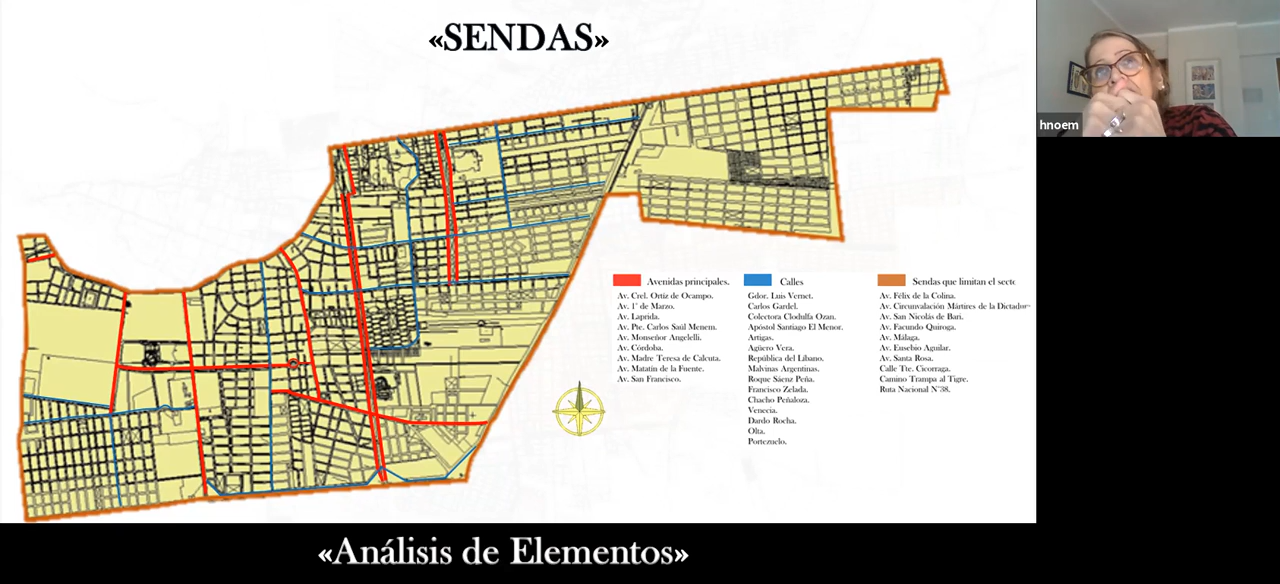 «SENDAS»
hnoem
Avenidas principales.
Av. Crel. Ortiz de Ocampo.
Av. 1° de Marzo.
Av. Laprida.
Av. Pte. Carlos Saúl Menem.
Av. Monseñor Angelelli.
Av. Córdoba.
Av. Madre Teresa de Calcuta.
Av. Matatín de la Fuente.
Av. San Francisco.
Calles
Gdor. Luis Vernet.
Carlos Gardel.
Colectora Clodulfa Ozan.
Apóstol Santiago El Menor.
Artigas.
Agüero Vera.
República del Líbano.
Malvinas Argentinas.
Roque Sáenz Peña.
Francisco Zelada.
Chacho Peñaloza.
Venecia.
Dardo Rocha.
Olta.
Portezuelo.
Sendas que limitan el secto
Av. Félix de la Colina.
Av. Circunvalación Mártires de la Dictadur
Av. San Nicolás de Bari.
Av. Facundo Quiroga.
Av. Málaga.
Av. Eusebio Aguilar.
Av. Santa Rosa.
Calle Tte. Cicorraga.
Camino Trampa al Tigre.
Ruta Nacional N°38.
«Análisis de Elementos»